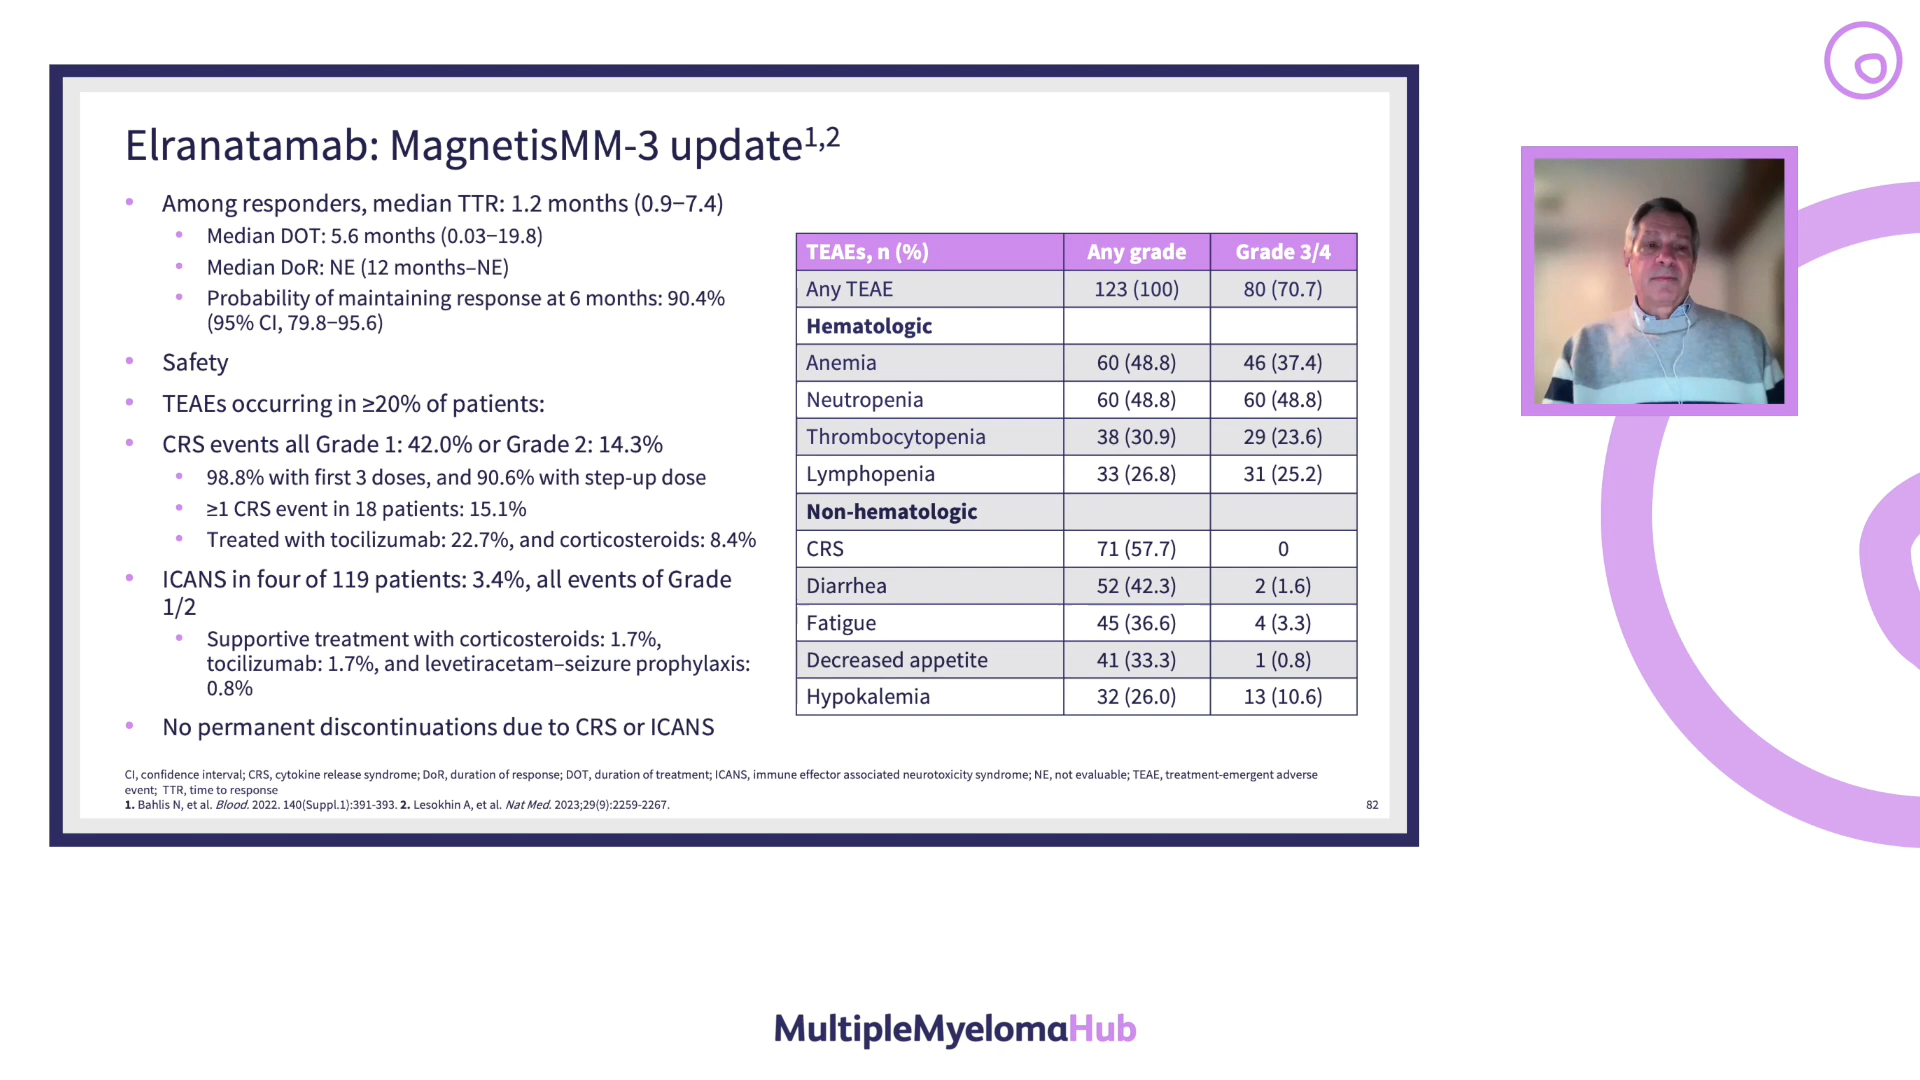 Elranatamab: MagnetisMM-3 update1,2
• Among responders, median TTR: 1.2 months (0.9–7.4)
• Median DOT: 5.6 months (0.03–19.8)
• Median DoR: NE (12 months–NE)
• Probability of maintaining response at 6 months: 90.4%
(95% CI, 79.8–95.6)
• Safety
• TEAEs occurring in ≥20% of patients:
• CRS events all Grade 1: 42.0% or Grade 2: 14.3%
• 98.8% with first 3 doses, and 90.6% with step-up dose
• ≥1 CRS event in 18 patients: 15.1%
• Treated with tocilizumab: 22.7%, and corticosteroids: 8.4%
• ICANS in four of 119 patients: 3.4%, all events of Grade
1/2
• Supportive treatment with corticosteroids: 1.7%,
tocilizumab: 1.7%, and levetiracetam–seizure prophylaxis:
0.8%
• No permanent discontinuations due to CRS or ICANS
TEAEs, n (%) Any grade Grade 3/4
Any TEAE 123 (100) 80 (70.7)
Hematologic
Anemia 60 (48.8) 46 (37.4)
Neutropenia 60 (48.8) 60 (48.8)
Thrombocytopenia 38 (30.9) 29 (23.6)
Lymphopenia 33 (26.8) 31 (25.2)
Non-hematologic
CRS 71 (57.7) 0
Diarrhea 52 (42.3) 2 (1.6)
Fatigue 45 (36.6) 4 (3.3)
Decreased appetite 41 (33.3) 1 (0.8)
Hypokalemia 32 (26.0) 13 (10.6)
CI, confidence interval; CRS, cytokine release syndrome; DoR, duration of response; DOT, duration of treatment; ICANS, immune effector associated neurotoxicity syndrome; NE, not evaluable; TEAE, treatment-emergent adverse
event; TTR, time to response
1. Bahlis N, et al. Blood. 2022. 140(Suppl.1):391-393. 2. Lesokhin A, et al. Nat Med. 2023;29(9):2259-2267.
82
MultipleMyelomaHub